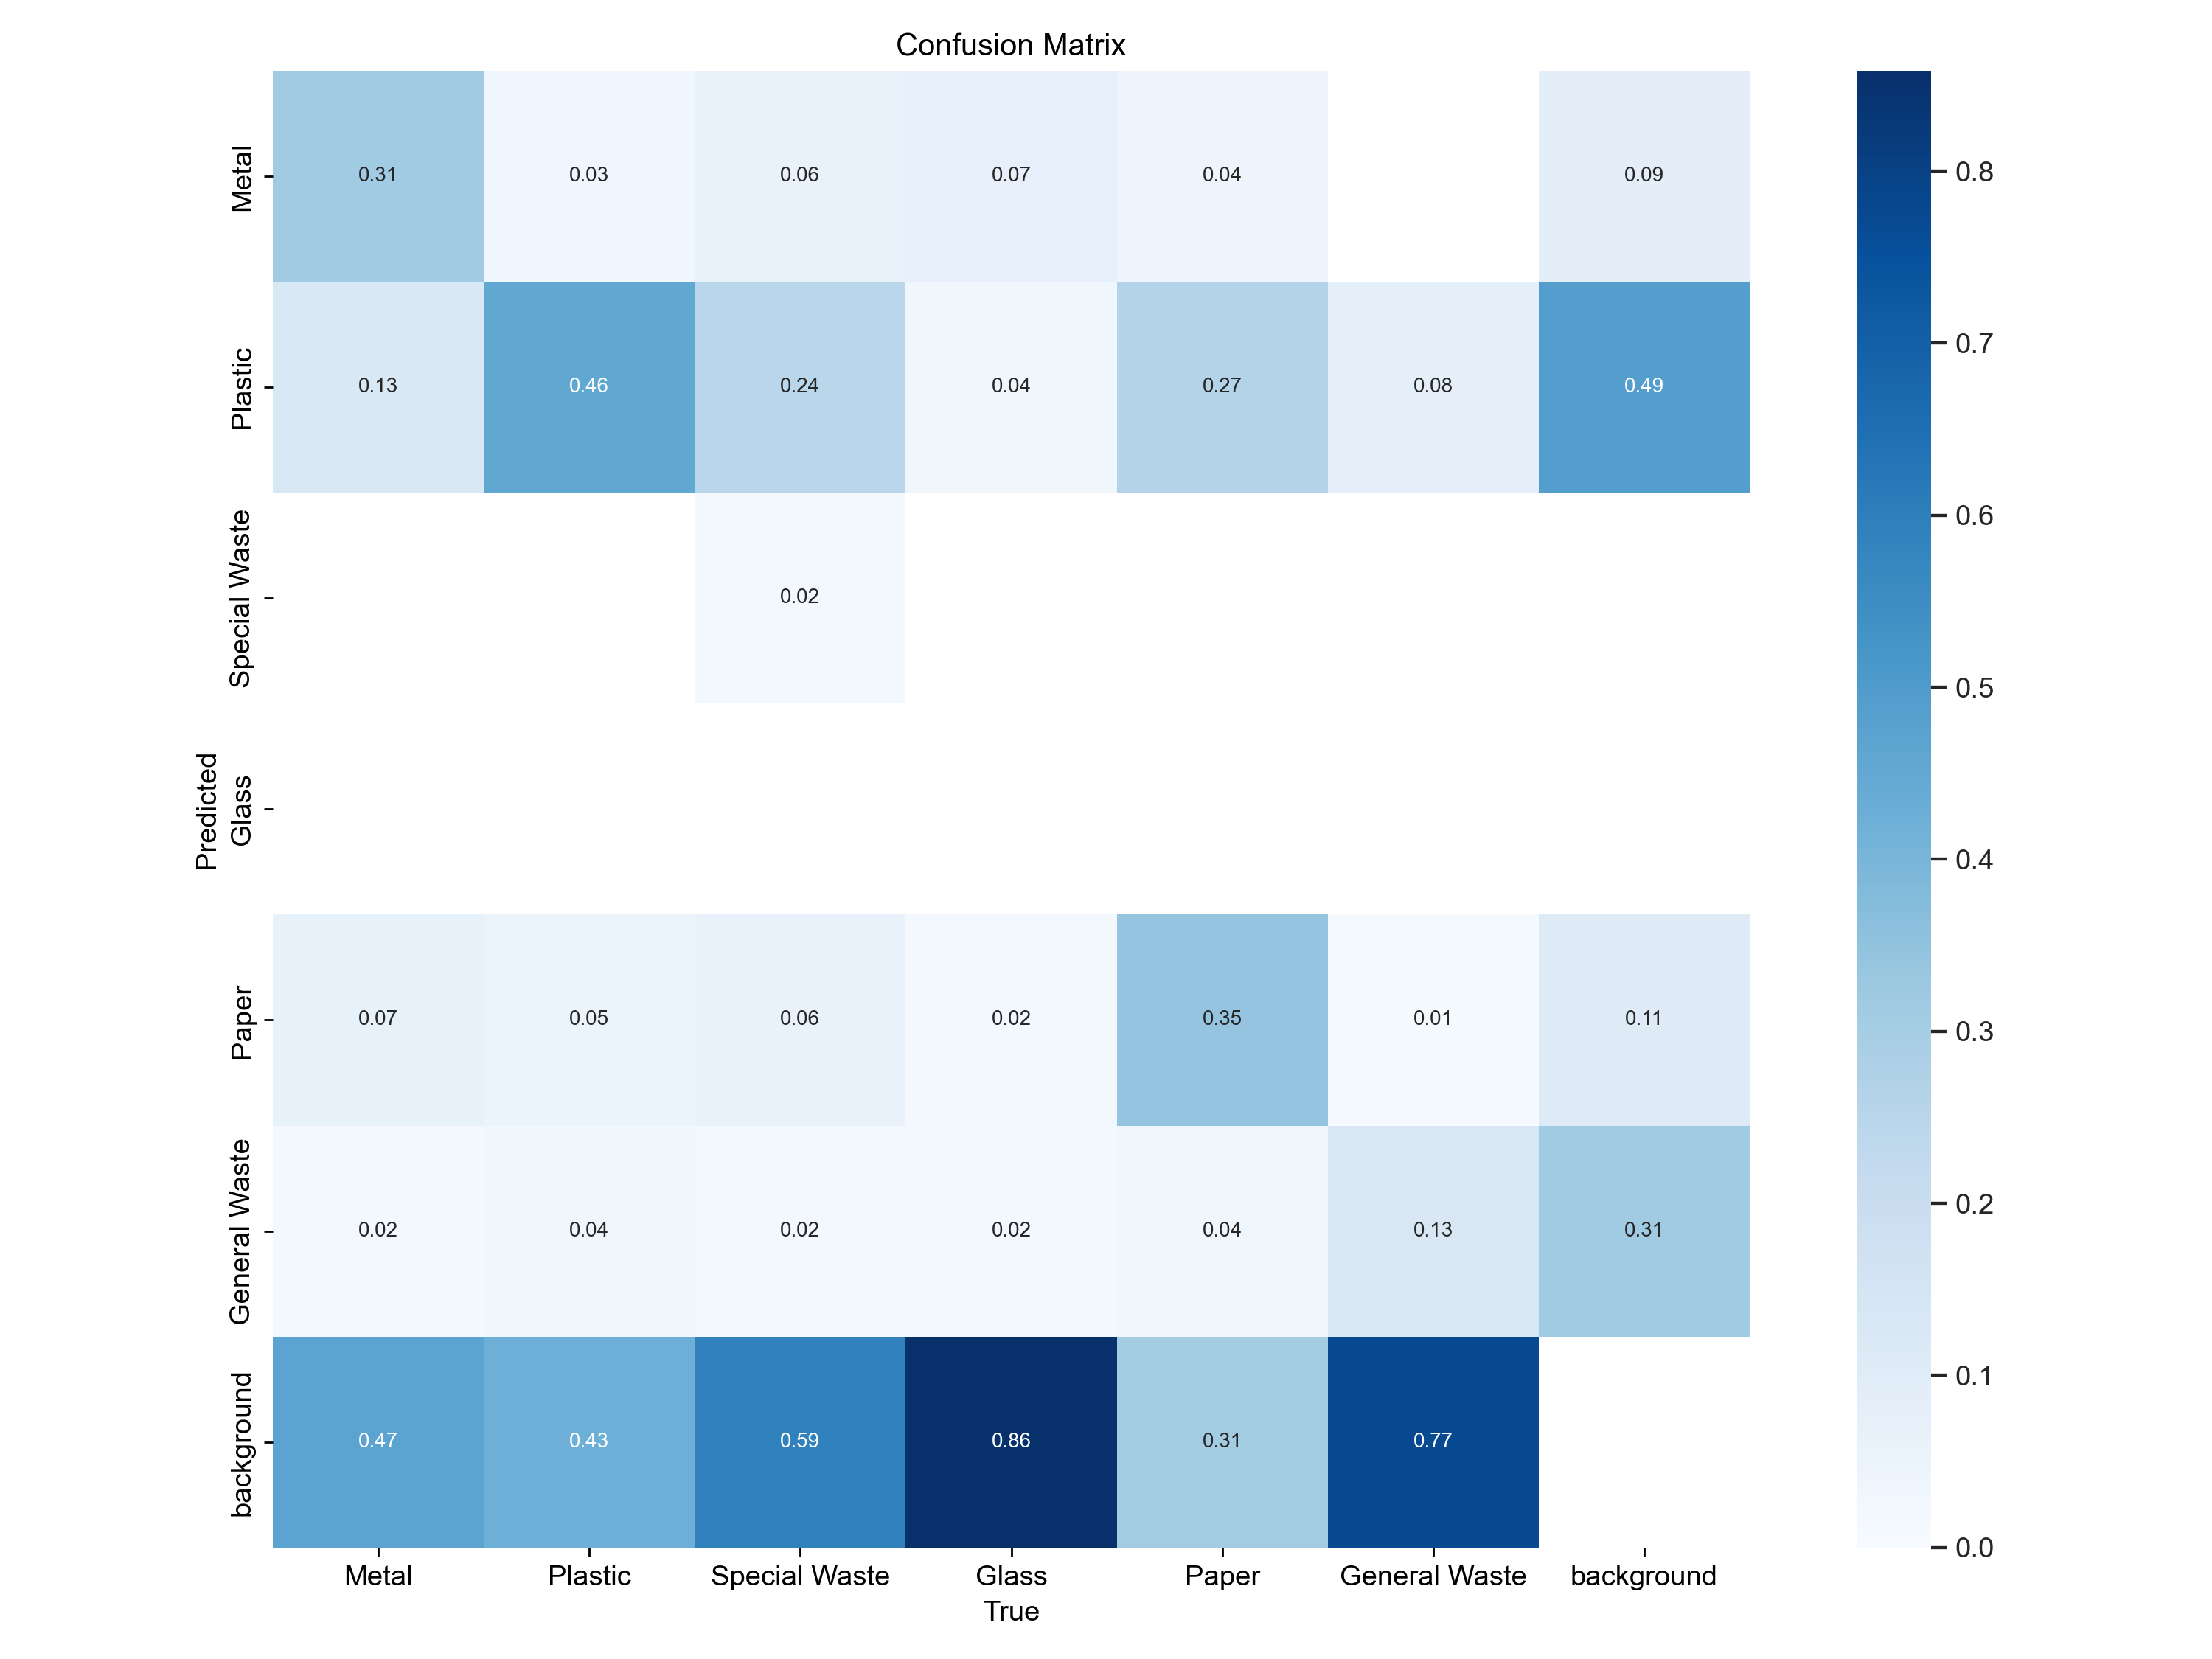 Confusion Matrix
Metal
0.31 0.03 0.06 0.07 0.04 0.09
0.8
0.7
Plastic
0.13 0.46 0.24 0.04 0.27 0.08 0.49
0.6
Special Waste
0.02
0.5
Predicted
Glass
0.4
0.3
Paper
0.07 0.05 0.06 0.02 0.35 0.01 0.11
0.2
General Waste
0.02 0.04 0.02 0.02 0.04 0.13 0.31
0.1
background
0.47 0.43 0.59 0.86 0.31 0.77
0.0
Metal Plastic Special Waste Glass Paper General Waste background
True